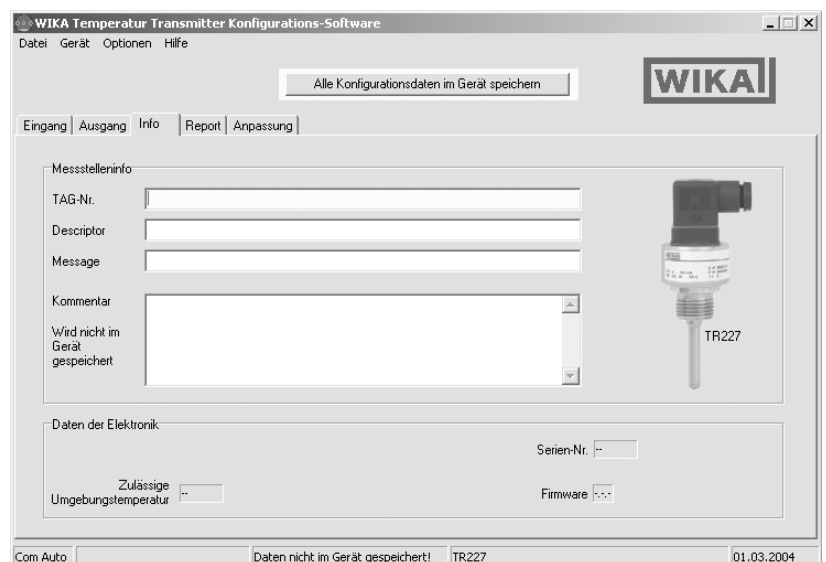 WIKA Temperatur Transmitter Konfigurations-Software
Datei Gerät Optionen Hilfe
Alle Konfigurationsdaten im Gerät speichern
WIKA
Eingang Ausgang Info Report Anpassung
Messstelleninfo
TAG-Nr.
Descriptor
Message
Kommentar
Wird nicht im
Gerät
gespeichert
WIKA
TR227
Daten der Elektronik
Serien-Nr. --
Zulässige
Umgebungstemperatur --
Firmware -.-.-
Com Auto Daten nicht im Gerät gespeichert! TR227 01.03.2004